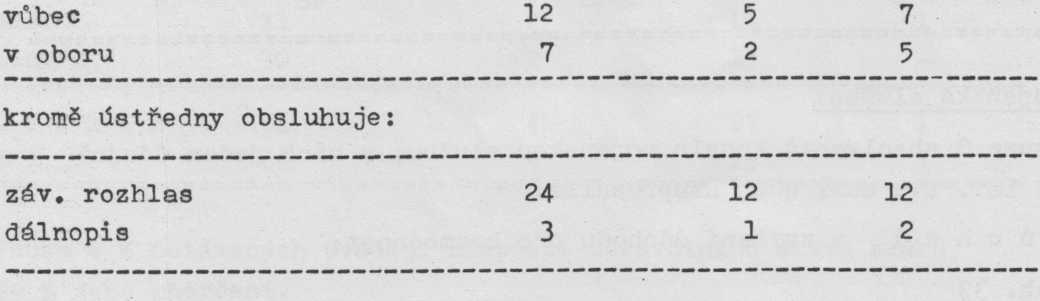 vůbec 12 5 7
v oboru 7 2 5
kromě ústředny obsluhuje:
záv. rozhlas 24 12 12
dálnopis 3 1 2